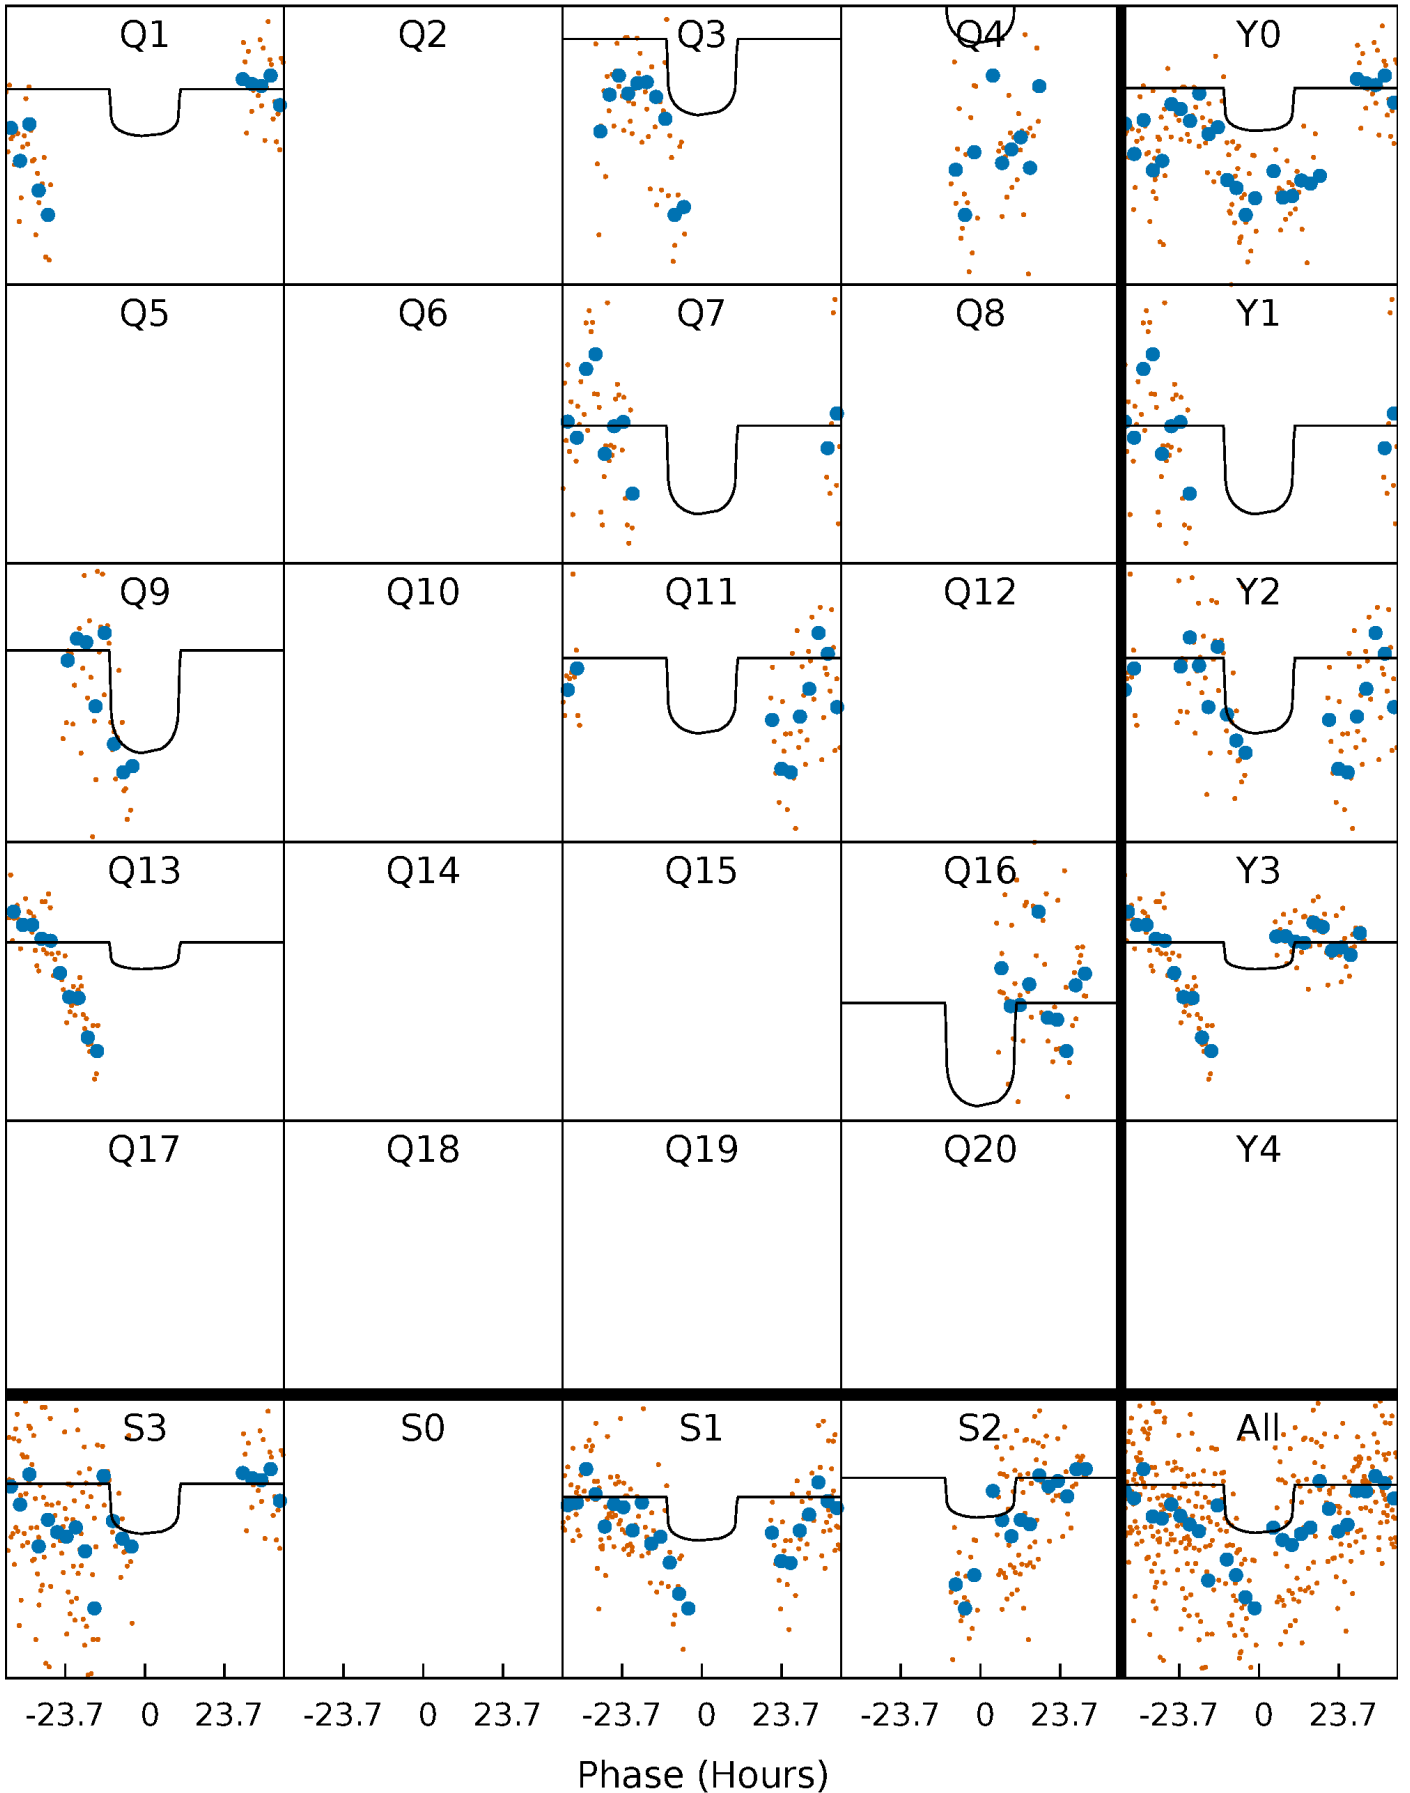 Q1 Q2 Q3 Q4 Y0
Q5 Q6 Q7 Q8 Y1
Q9 Q10 Q11 Q12 Y2
Q13 Q14 Q15 Q16 Y3
Q17 Q18 Q19 Q20 Y4
S3 S0 S1 S2 All
-23.7 0 23.7 -23.7 0 23.7 -23.7 0 23.7 -23.7 0 23.7 -23.7 0 23.7
Phase (Hours)